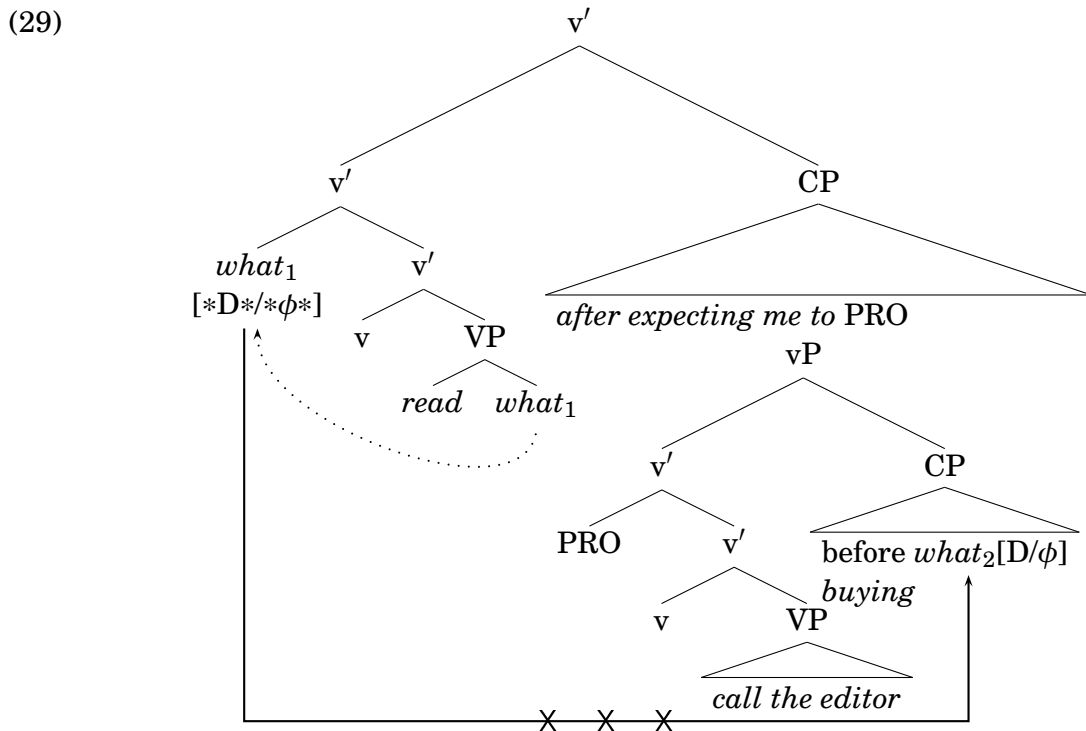 (29)
v′
v′ CP
what₁ v′
[∗D∗/∗ϕ∗]
after expecting me to PRO
v VP
vP
read what₁
v′ CP
PRO v′
before what₂[D/ϕ]
buying
v VP
call the editor
X X X